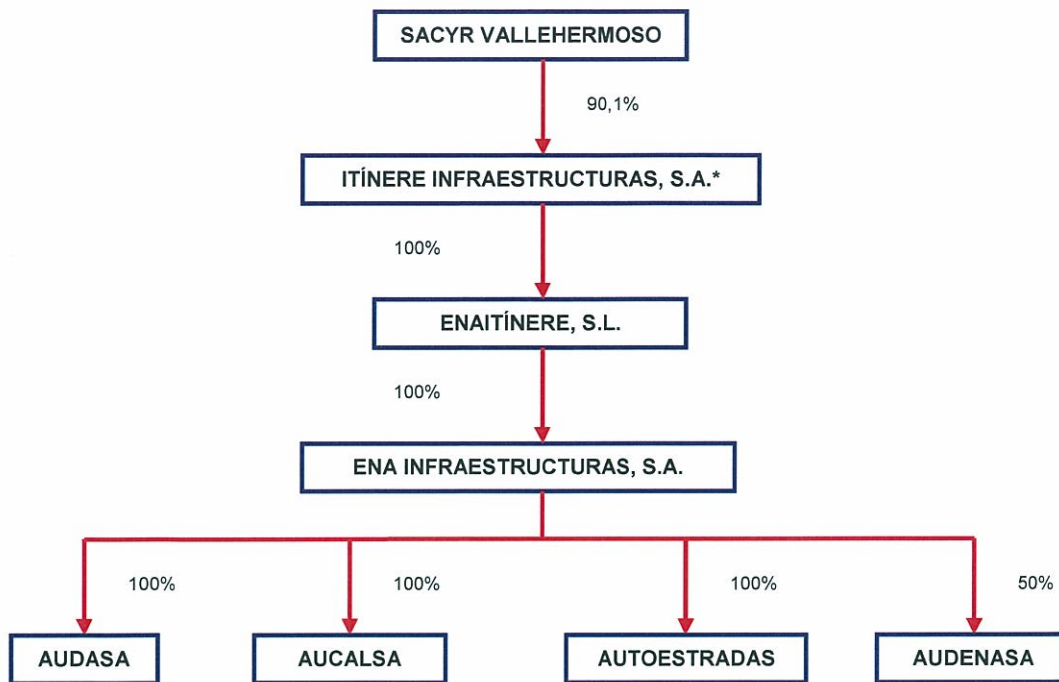 SACYR VALLEHERMOSO
90,1%
ITÍNERE INFRAESTRUCTURAS, S.A.*
100%
ENAITÍNERE, S.L.
100%
ENA INFRAESTRUCTURAS, S.A.
100%
100%
100%
50%
AUDASA
AUCALSA
AUTOESTRADAS
AUDENASA